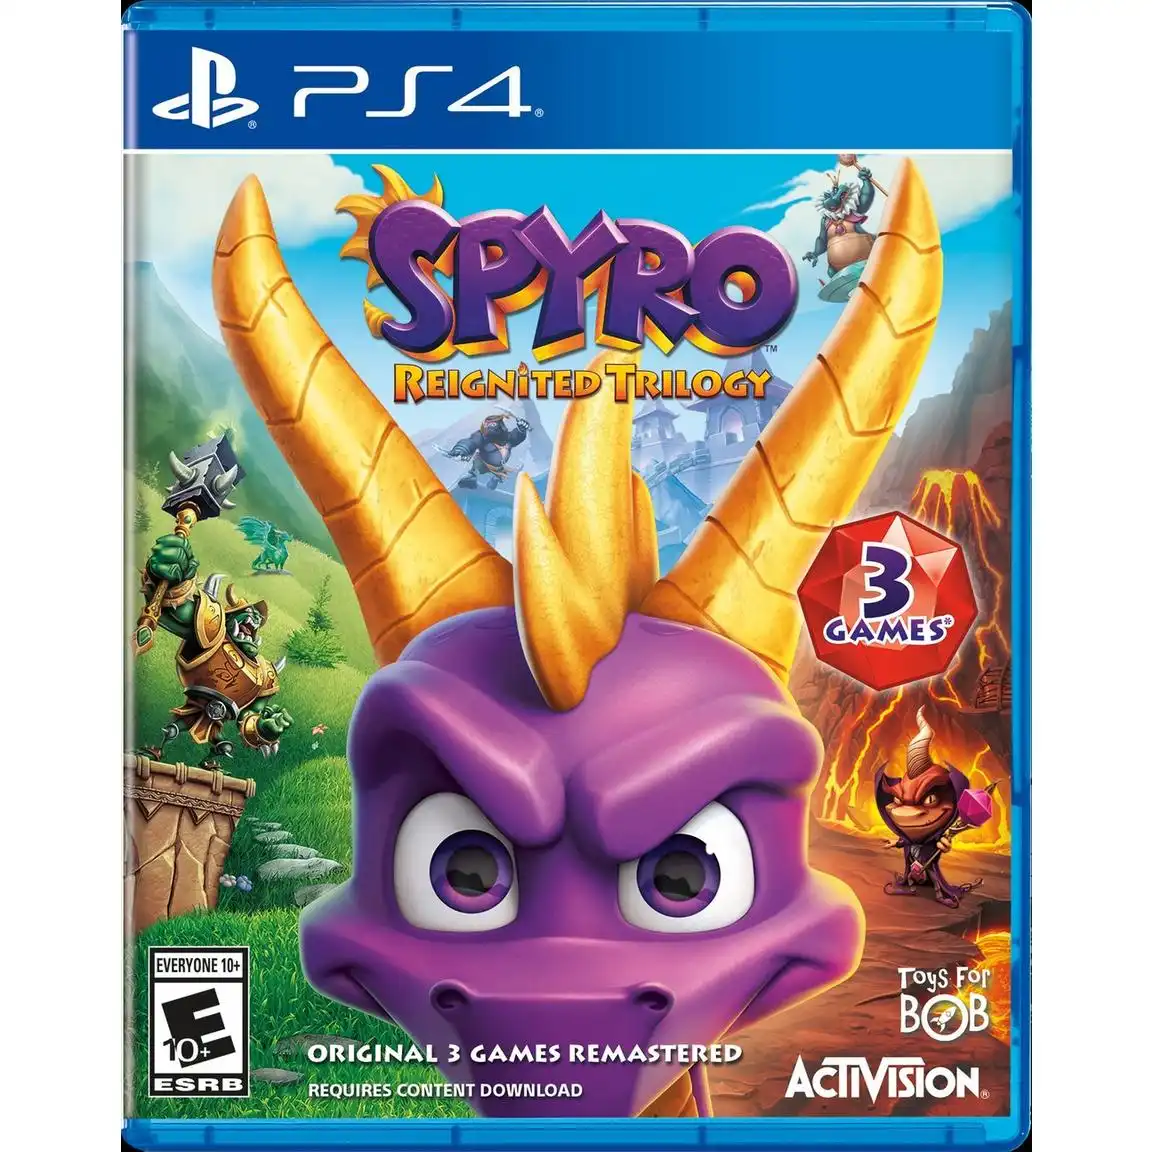 PS4®
SPYRO™
REIGNITED TRILOGY
3
GAMES*
EVERYONE 10+
E
10+
ESRB
ORIGINAL 3 GAMES REMASTERED
REQUIRES CONTENT DOWNLOAD
TOYS FOR
BOB
ACTIVISION®